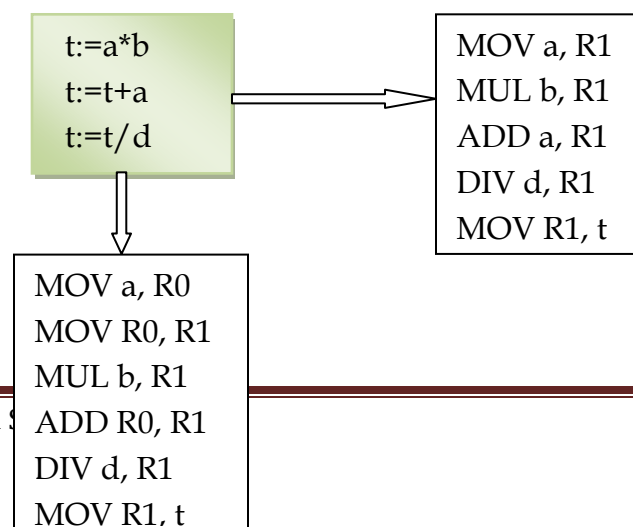 t:=a*b
t:=t+a
t:=t/d
MOV a, R1
MUL b, R1
ADD a, R1
DIV d, R1
MOV R1, t
MOV a, R0
MOV R0, R1
MUL b, R1
ADD R0, R1
DIV d, R1
MOV R1, t